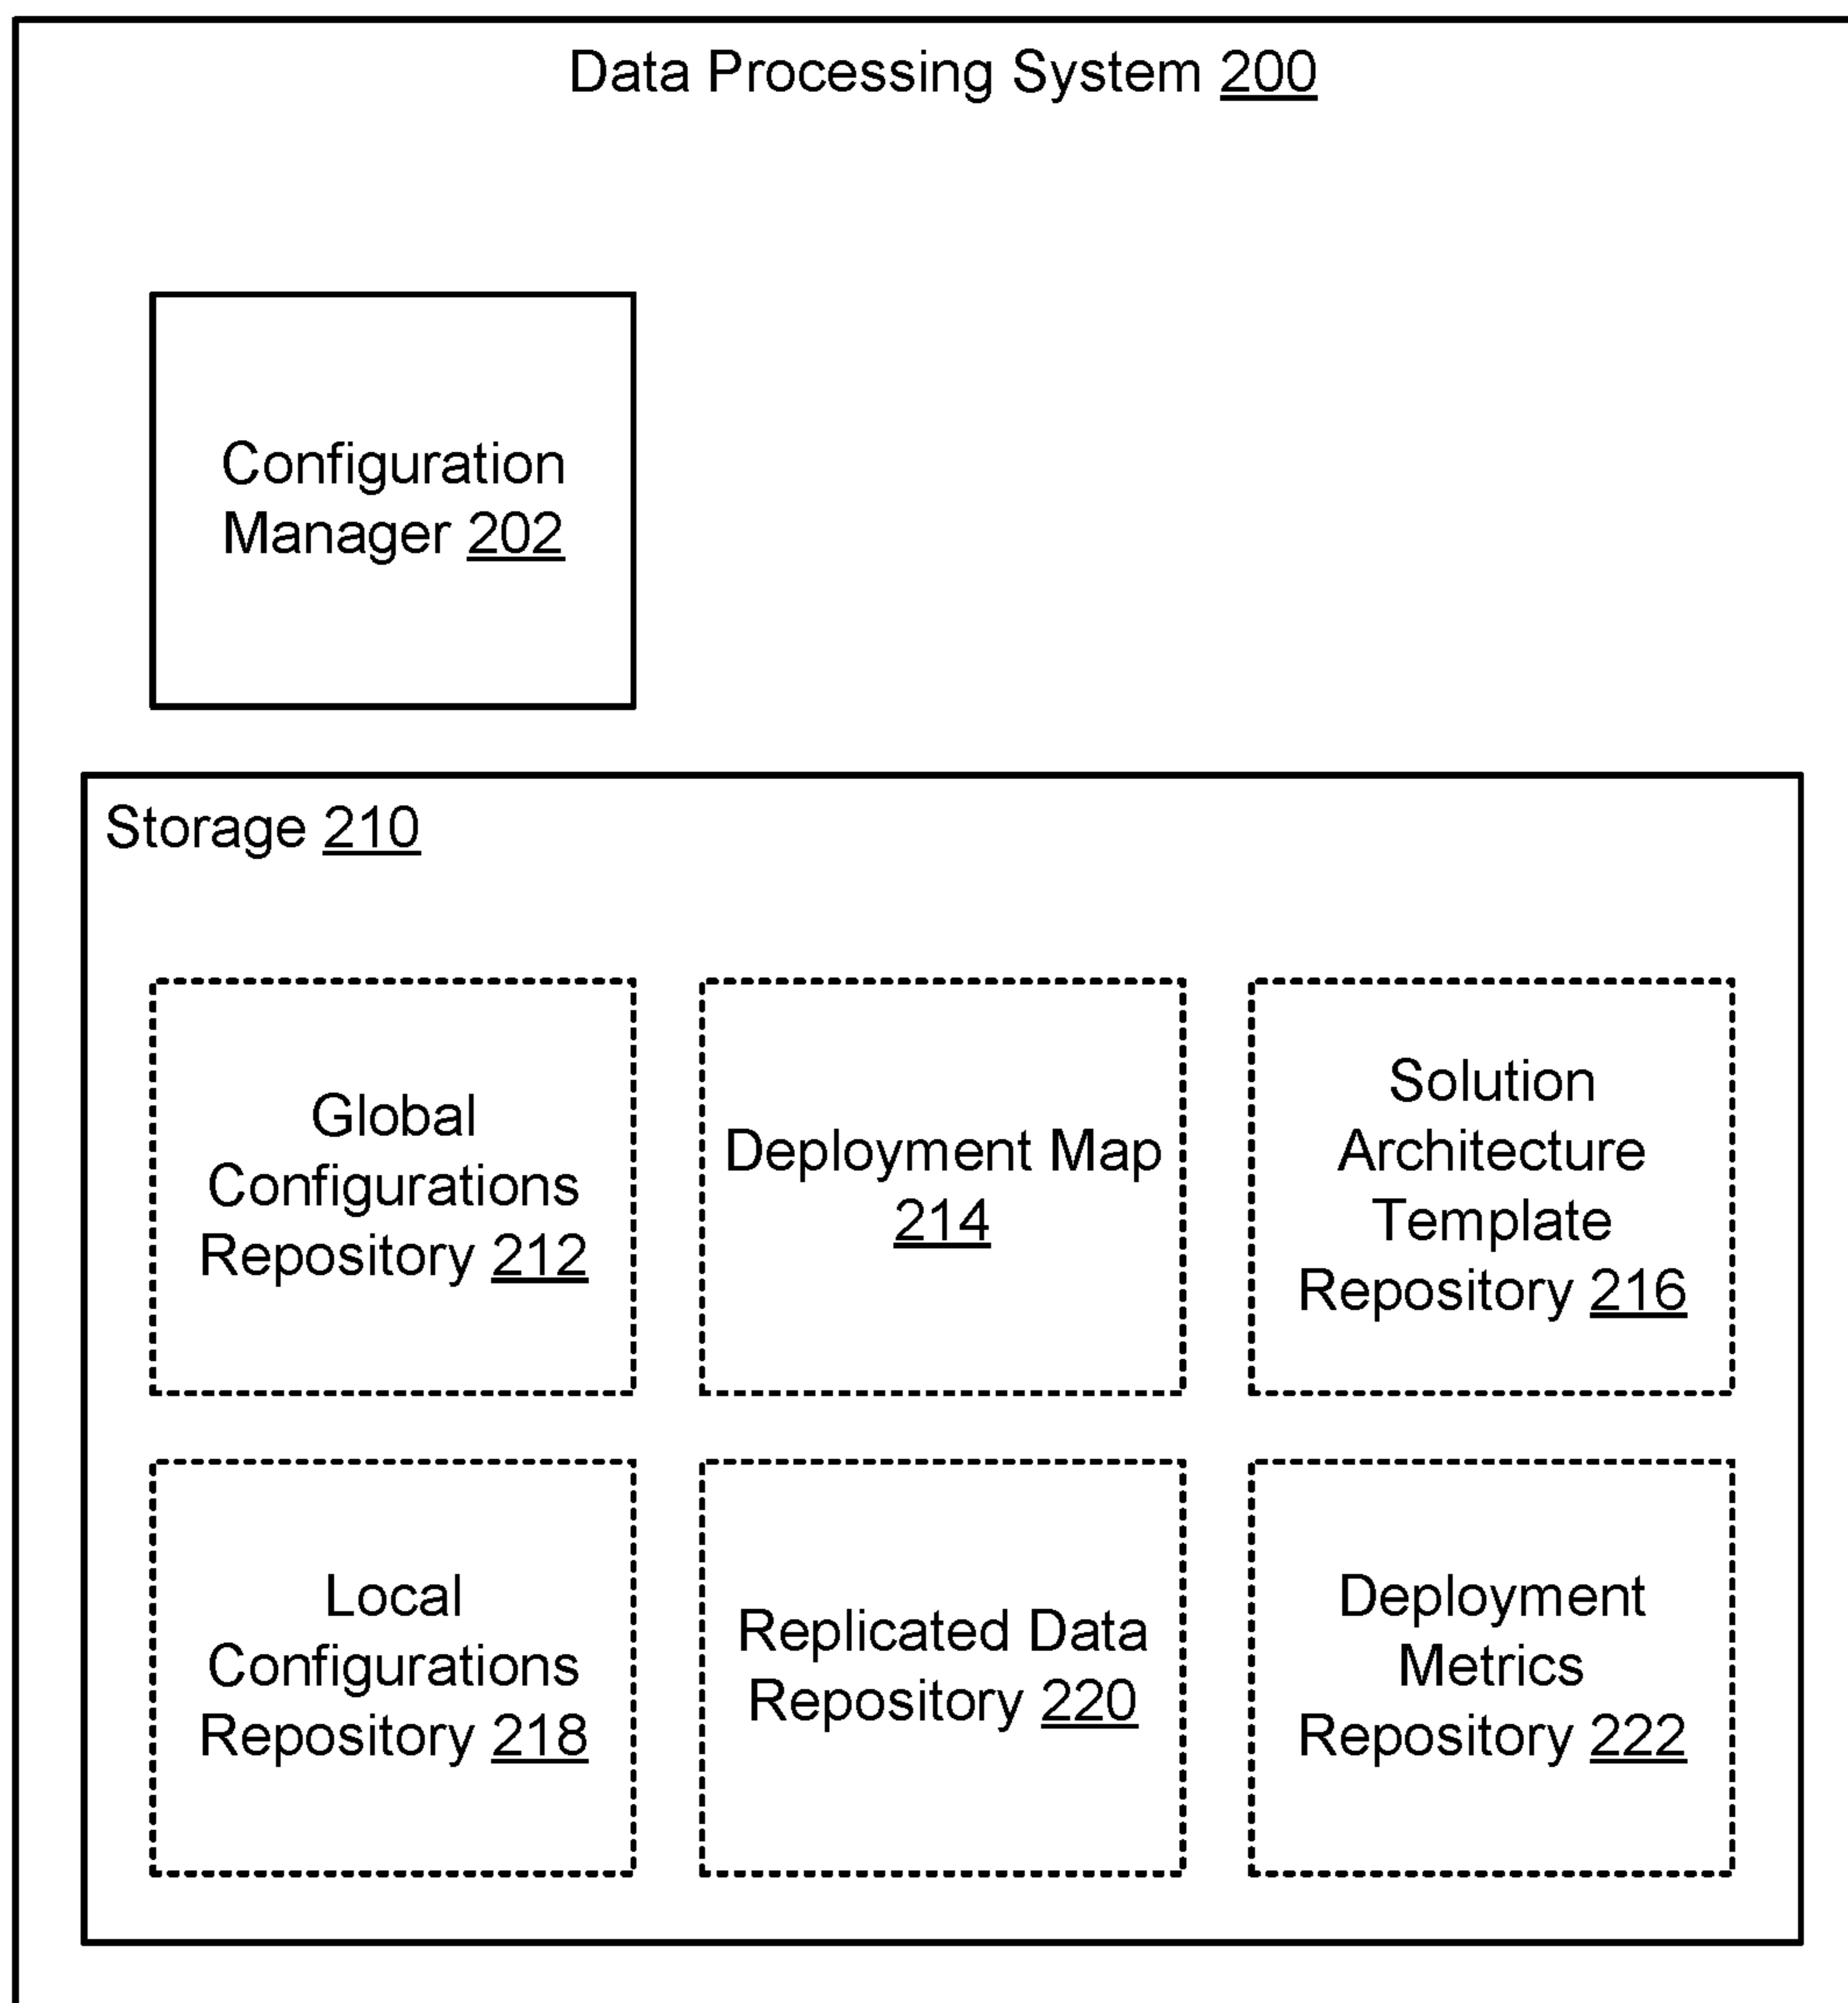 Data Processing System 200
Configuration
Manager 202
Storage 210
Global
Configurations
Repository 212
Deployment Map
214
Solution
Architecture
Template
Repository 216
Local
Configurations
Repository 218
Replicated Data
Repository 220
Deployment
Metrics
Repository 222